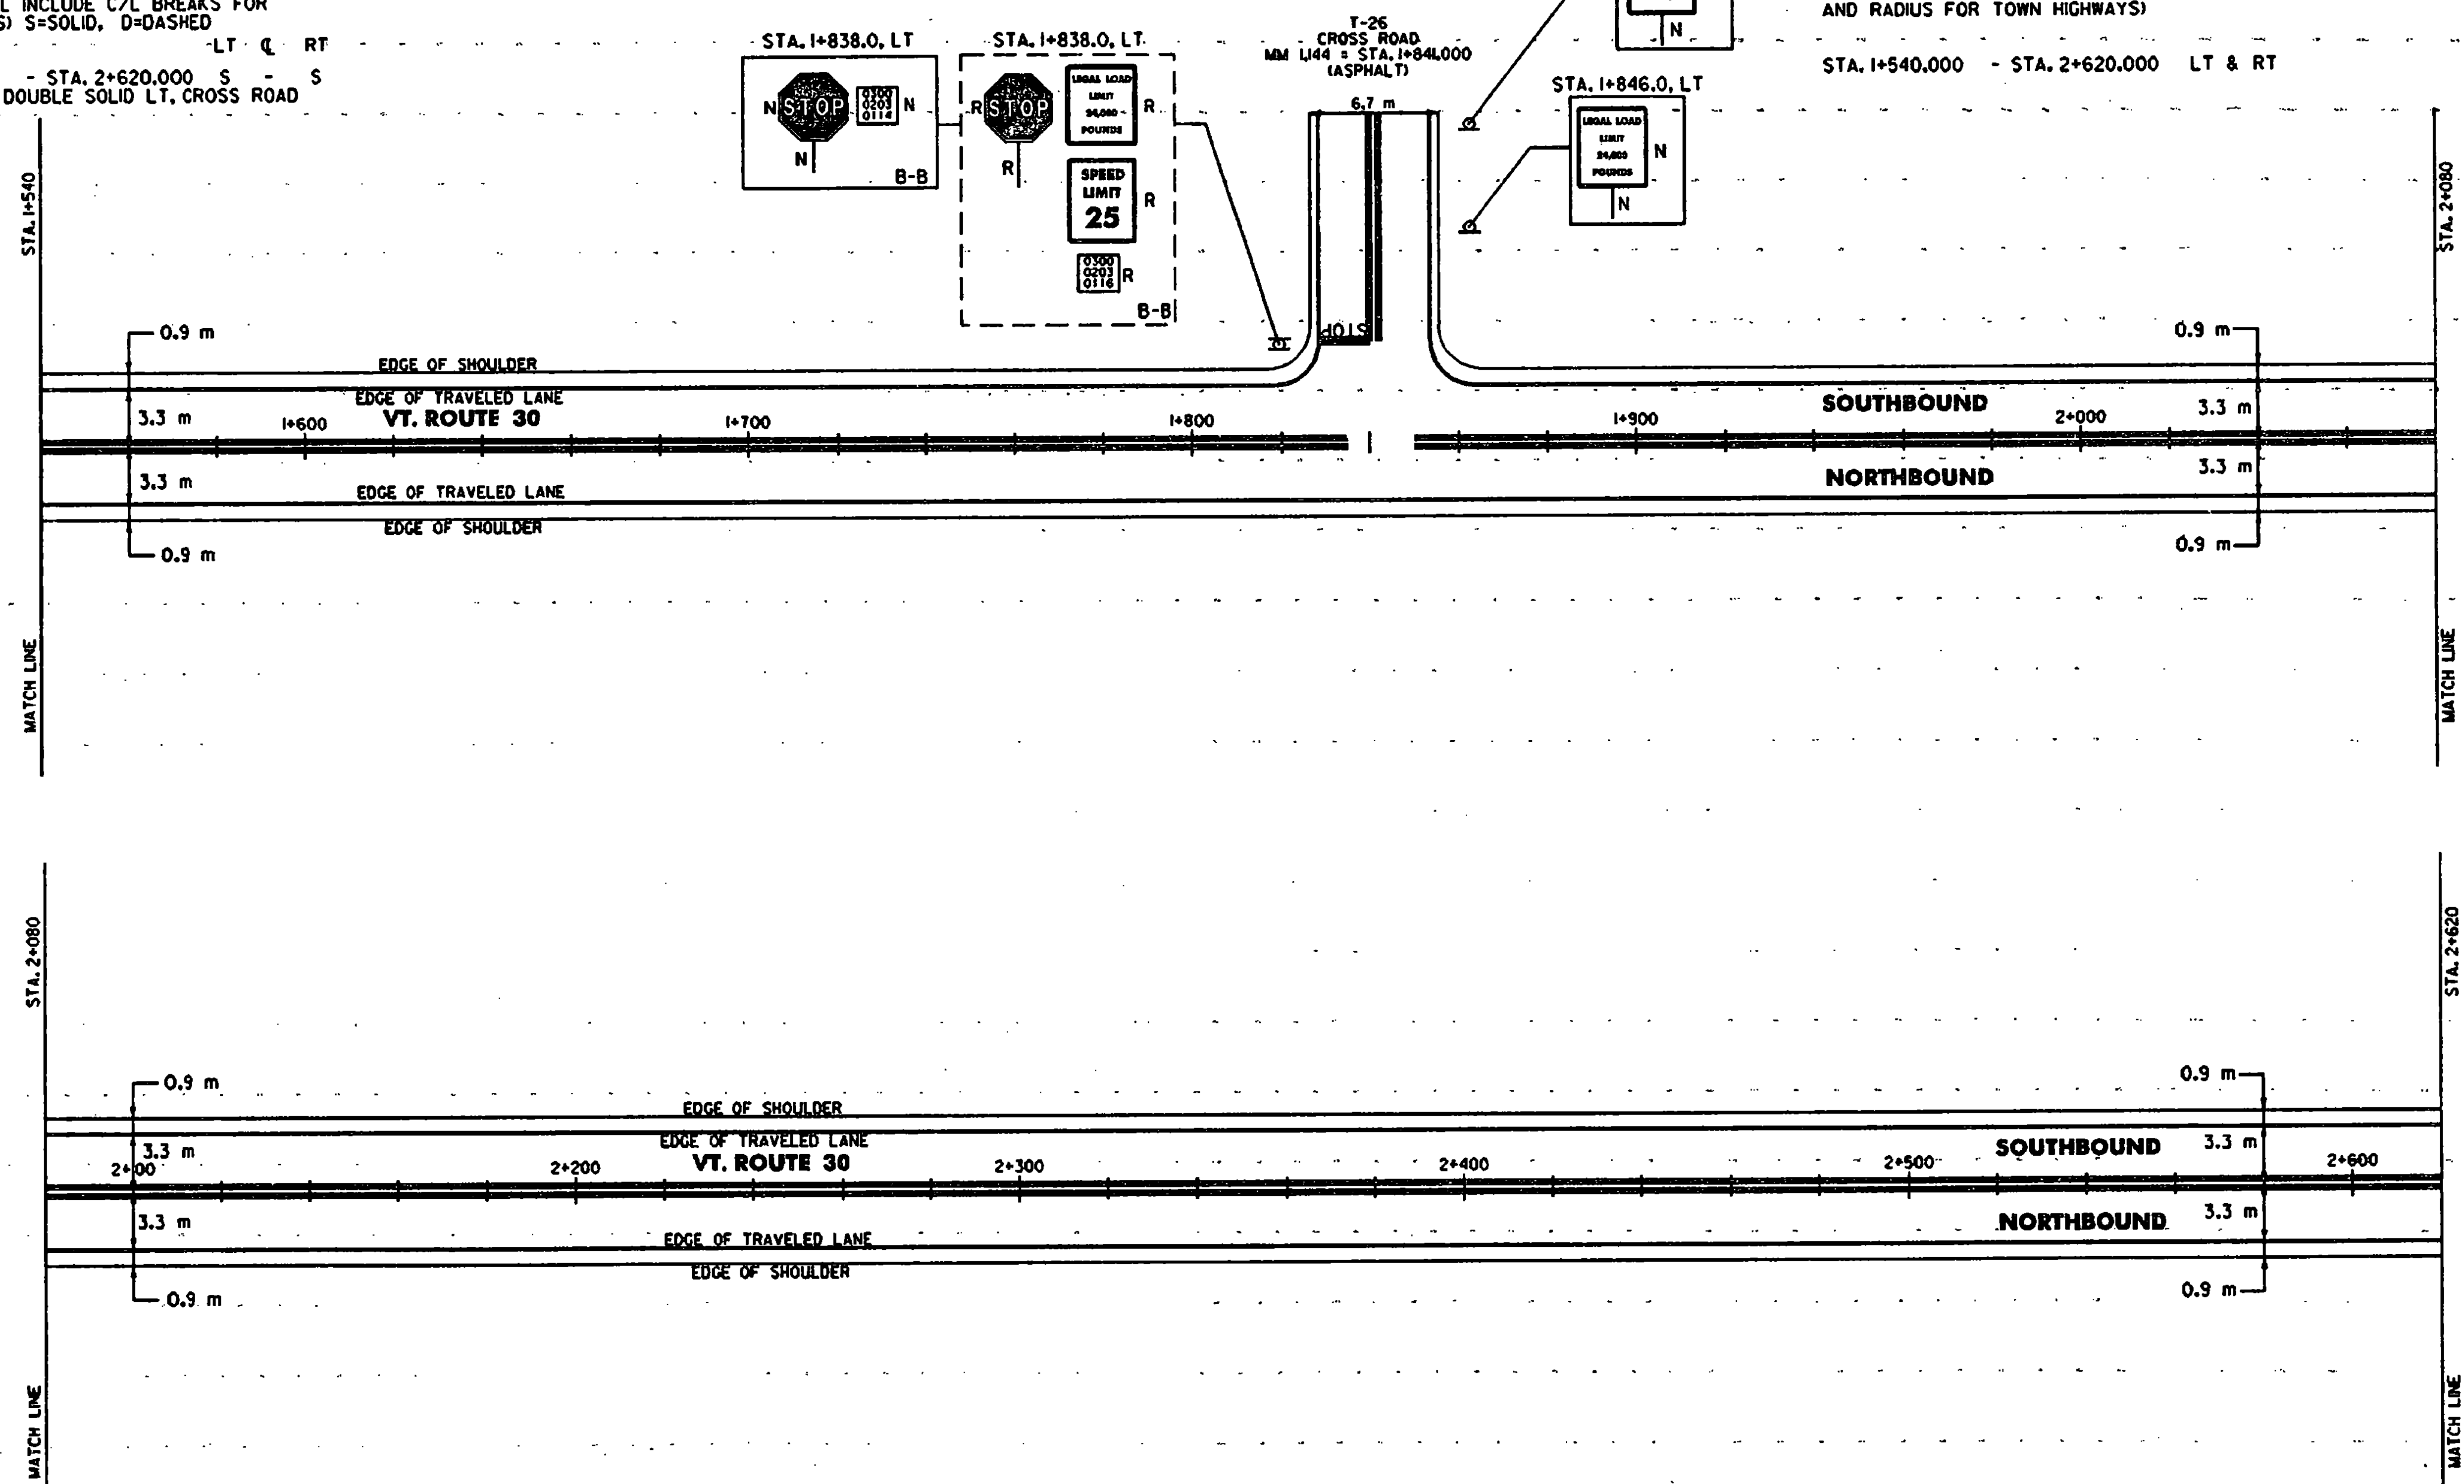 L INCLUDE C/L BREAKS FOR
S) S=SOLID, D=DASHED
LT ℄ RT
- STA. 2+620.000 S - S
DOUBLE SOLID LT, CROSS ROAD
AND RADIUS FOR TOWN HIGHWAYS)
STA. 1+540.000 - STA. 2+620.000 LT & RT
STA. 1+838.0, LT
N STOP
0300
0203
0114
N
N
B-B
STA. 1+838.0, LT
R STOP
LEGAL LOAD
LIMIT
24,000
POUNDS
R
R
SPEED
LIMIT
25
R
0300
0203
0116
R
B-B
T-26
CROSS ROAD
MM 1.144 = STA. 1+841.000
(ASPHALT)
6.7 m
N
STA. 1+846.0, LT
LEGAL LOAD
LIMIT
24,000
POUNDS
N
N
STOP
STA. 1+540
MATCH LINE
STA. 2+080
MATCH LINE
0.9 m
EDGE OF SHOULDER
0.9 m
EDGE OF TRAVELED LANE
3.3 m
VT. ROUTE 30
SOUTHBOUND
3.3 m
1+600
1+700
1+800
1+900
2+000
3.3 m
NORTHBOUND
3.3 m
EDGE OF TRAVELED LANE
EDGE OF SHOULDER
0.9 m
0.9 m
STA. 2+080
MATCH LINE
STA. 2+620
MATCH LINE
0.9 m
EDGE OF SHOULDER
0.9 m
EDGE OF TRAVELED LANE
3.3 m
VT. ROUTE 30
SOUTHBOUND
3.3 m
2+100
2+200
2+300
2+400
2+500
2+600
3.3 m
NORTHBOUND
3.3 m
EDGE OF TRAVELED LANE
EDGE OF SHOULDER
0.9 m
0.9 m